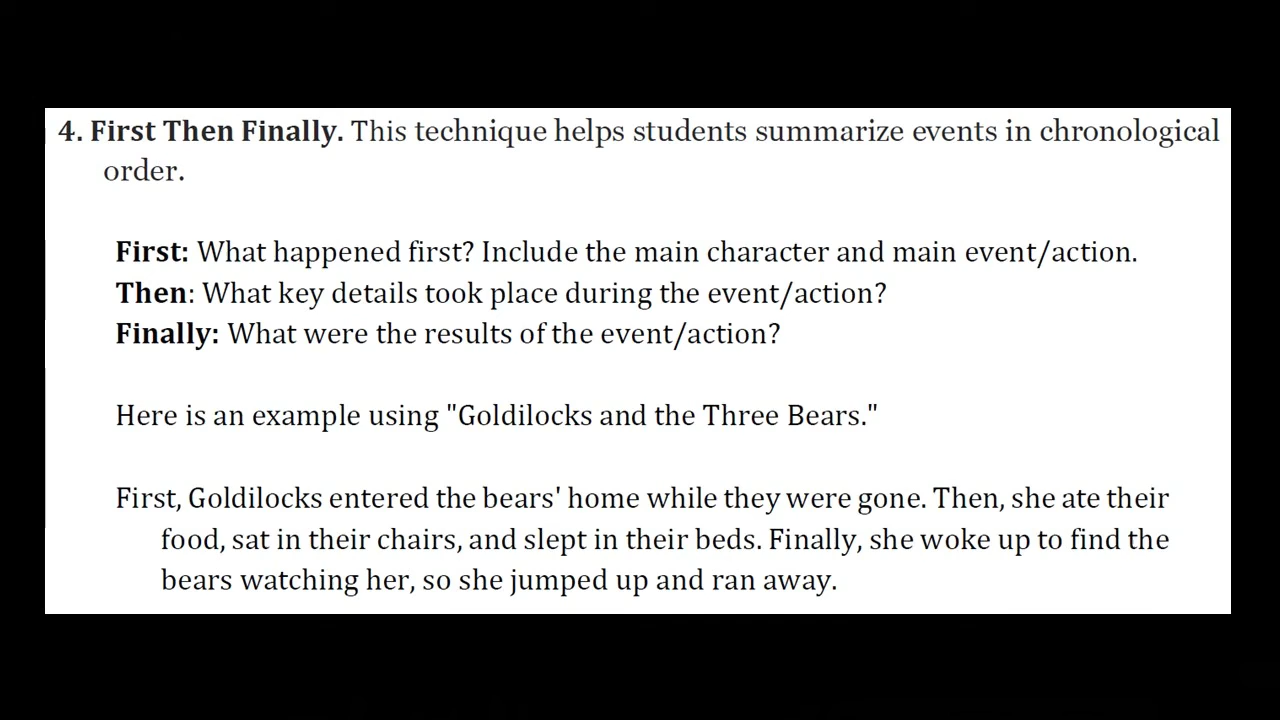 4. First Then Finally. This technique helps students summarize events in chronological
order.
First: What happened first? Include the main character and main event/action.
Then: What key details took place during the event/action?
Finally: What were the results of the event/action?
Here is an example using "Goldilocks and the Three Bears."
First, Goldilocks entered the bears' home while they were gone. Then, she ate their
food, sat in their chairs, and slept in their beds. Finally, she woke up to find the
bears watching her, so she jumped up and ran away.